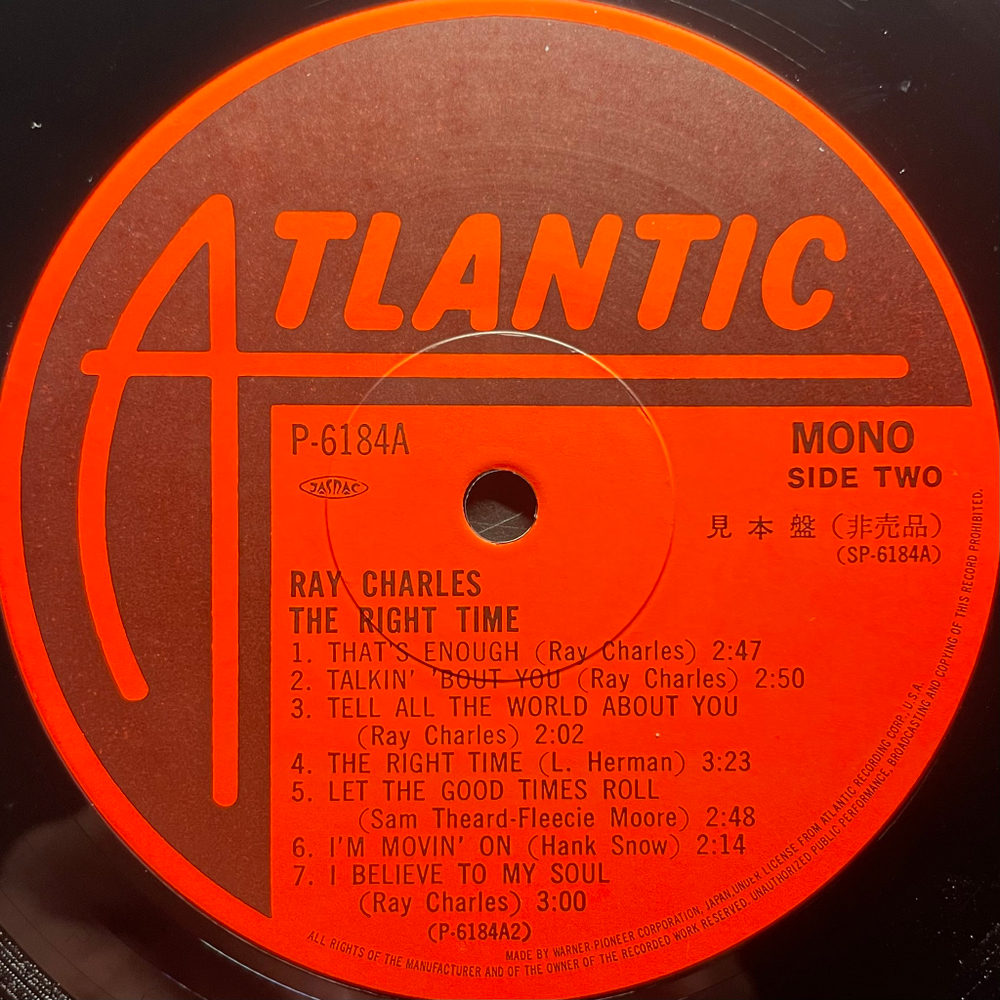 ATLANTIC
P-6184A
MONO
JASRAC
SIDE TWO
見本盤（非売品）
(SP-6184A)
RAY CHARLES
THE RIGHT TIME
1. THAT'S ENOUGH (Ray Charles) 2:47
2. TALKIN' 'BOUT YOU (Ray Charles) 2:50
3. TELL ALL THE WORLD ABOUT YOU
(Ray Charles) 2:02
4. THE RIGHT TIME (L. Herman) 3:23
5. LET THE GOOD TIMES ROLL
(Sam Theard-Fleecie Moore) 2:48
6. I'M MOVIN' ON (Hank Snow) 2:14
7. I BELIEVE TO MY SOUL
(Ray Charles) 3:00
(P-6184A2)
MADE BY WARNER-PIONEER CORPORATION, JAPAN, UNDER LICENSE FROM ATLANTIC RECORDING CORP., U.S.A.
ALL RIGHTS OF THE MANUFACTURER AND OF THE OWNER OF THE RECORDED WORK RESERVED. UNAUTHORIZED PUBLIC PERFORMANCE, BROADCASTING AND COPYING OF THIS RECORD PROHIBITED.